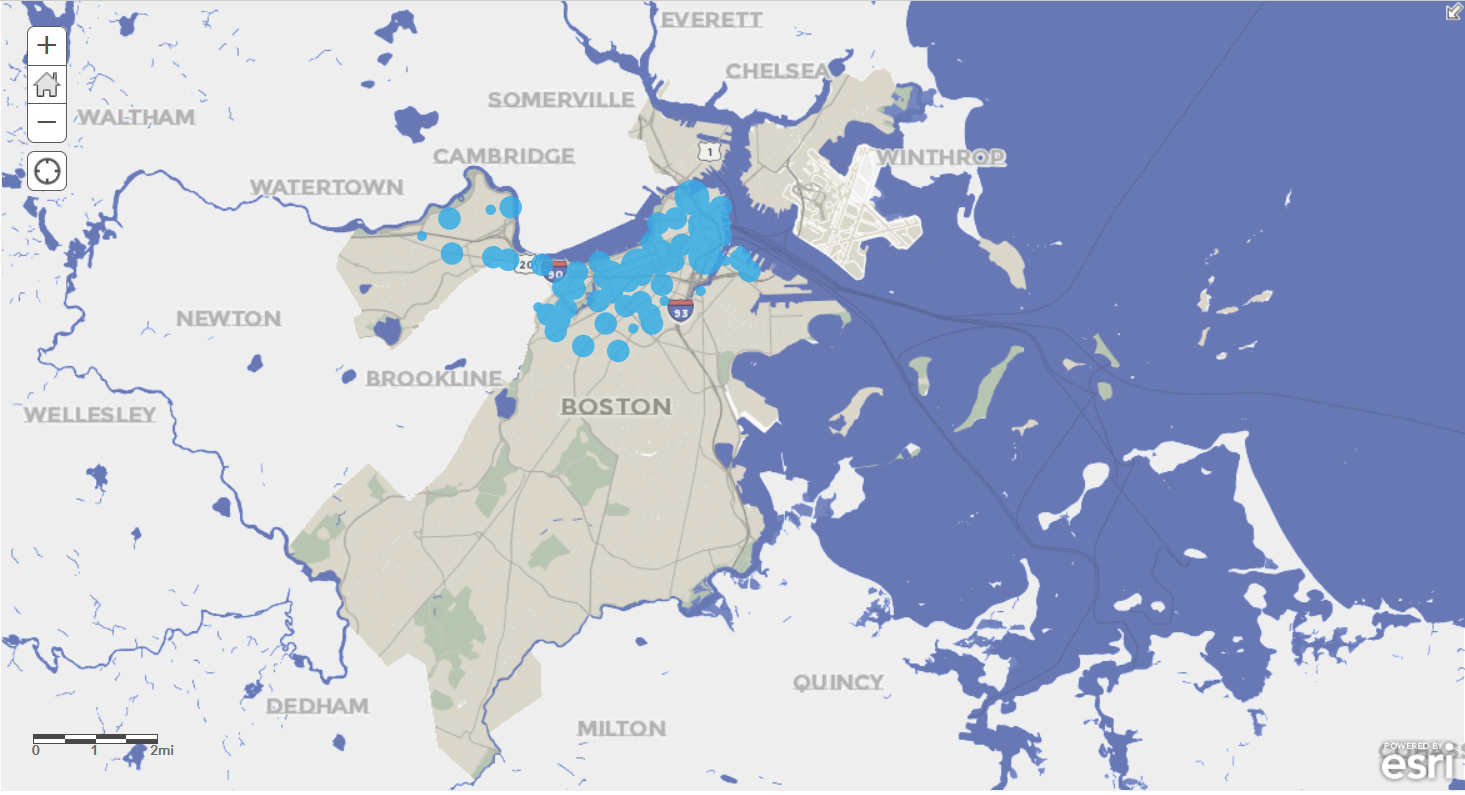 EVERETT
CHELSEA
SOMERVILLE
WALTHAM
1
CAMBRIDGE
WINTHROP
WATERTOWN
20
90
93
NEWTON
BROOKLINE
BOSTON
WELLESLEY
QUINCY
DEDHAM
MILTON
0 1 2mi
POWERED BY
esri